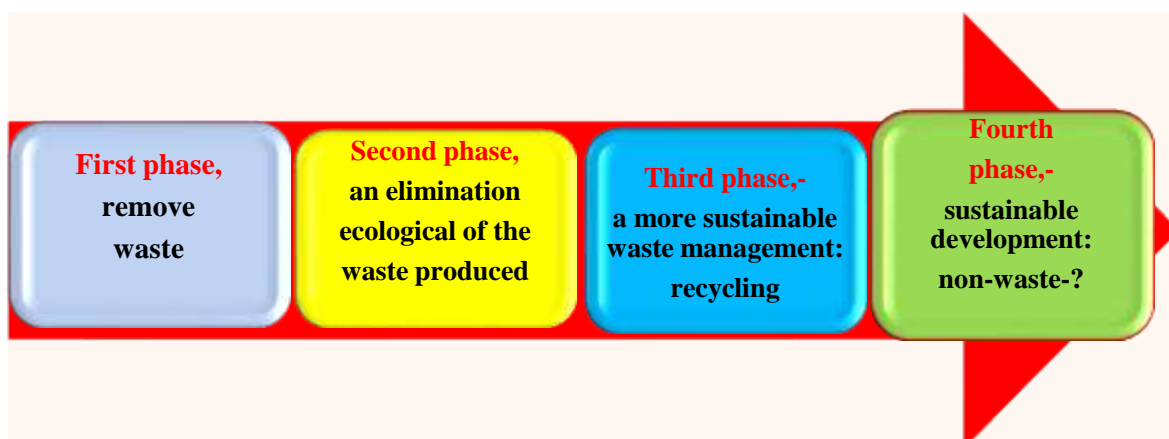 First phase,
remove
waste
Second phase,
an elimination
ecological of the
waste produced
Third phase,-
a more sustainable
waste management:
recycling
Fourth
phase,-
sustainable
development:
non-waste-?